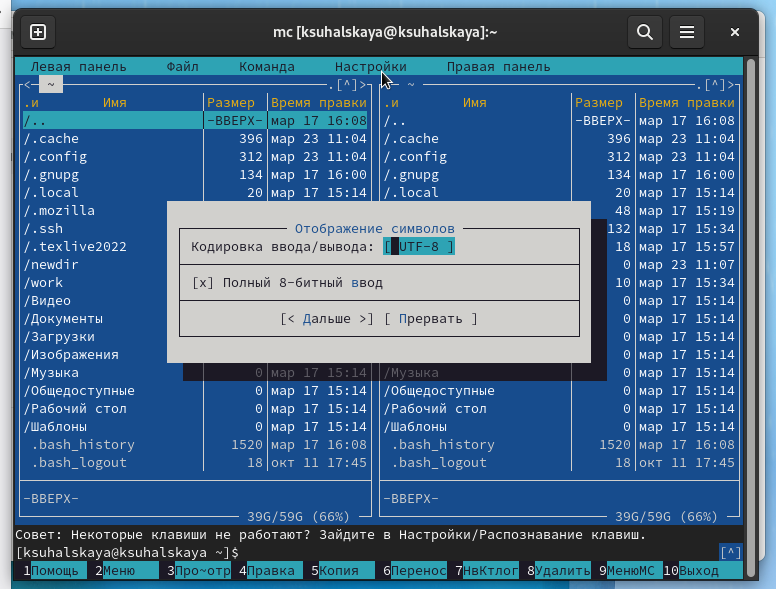 mc [ksuhalskaya@ksuhalskaya]:~
Левая панель Файл Команда Настройки Правая панель
<- ~ .[^]> <- ~ .[^]>
.и Имя Размер Время правки .и Имя Размер Время правки
/.. -ВВЕРХ- мар 17 16:08 /.. -ВВЕРХ- мар 17 16:08
/.cache 396 мар 23 11:04 /.cache 396 мар 23 11:04
/.config 312 мар 23 11:04 /.config 312 мар 23 11:04
/.gnupg 134 мар 17 16:00 /.gnupg 134 мар 17 16:00
/.local 20 мар 17 15:14 /.local 20 мар 17 15:14
/.mozilla 48 мар 17 15:19
/.ssh Отображение символов 132 мар 17 15:34
/.texlive2022 Кодировка ввода/вывода: [ UTF-8 ] 18 мар 17 15:57
/newdir 0 мар 23 11:07
/work [x] Полный 8-битный ввод 10 мар 17 15:34
/Видео 0 мар 17 15:14
/Документы [< Дальше >] [ Прервать ] 0 мар 17 15:14
/Загрузки 0 мар 17 15:14
/Изображения 0 мар 17 15:14
/Музыка 0 мар 17 15:14 /Музыка 0 мар 17 15:14
/Общедоступные 0 мар 17 15:14 /Общедоступные 0 мар 17 15:14
/Рабочий стол 0 мар 17 15:14 /Рабочий стол 0 мар 17 15:14
/Шаблоны 0 мар 17 15:14 /Шаблоны 0 мар 17 15:14
.bash_history 1520 мар 17 16:08 .bash_history 1520 мар 17 16:08
.bash_logout 18 окт 11 17:45 .bash_logout 18 окт 11 17:45
-ВВЕРХ- -ВВЕРХ-
39G/59G (66%) 39G/59G (66%)
Совет: Некоторые клавиши не работают? Зайдите в Настройки/Распознавание клавиш.
[ksuhalskaya@ksuhalskaya ~]$ [^]
1Помощь 2Меню 3Про~отр 4Правка 5Копия 6Перенос 7НвКтлог 8Удалить 9МенюMC 10Выход